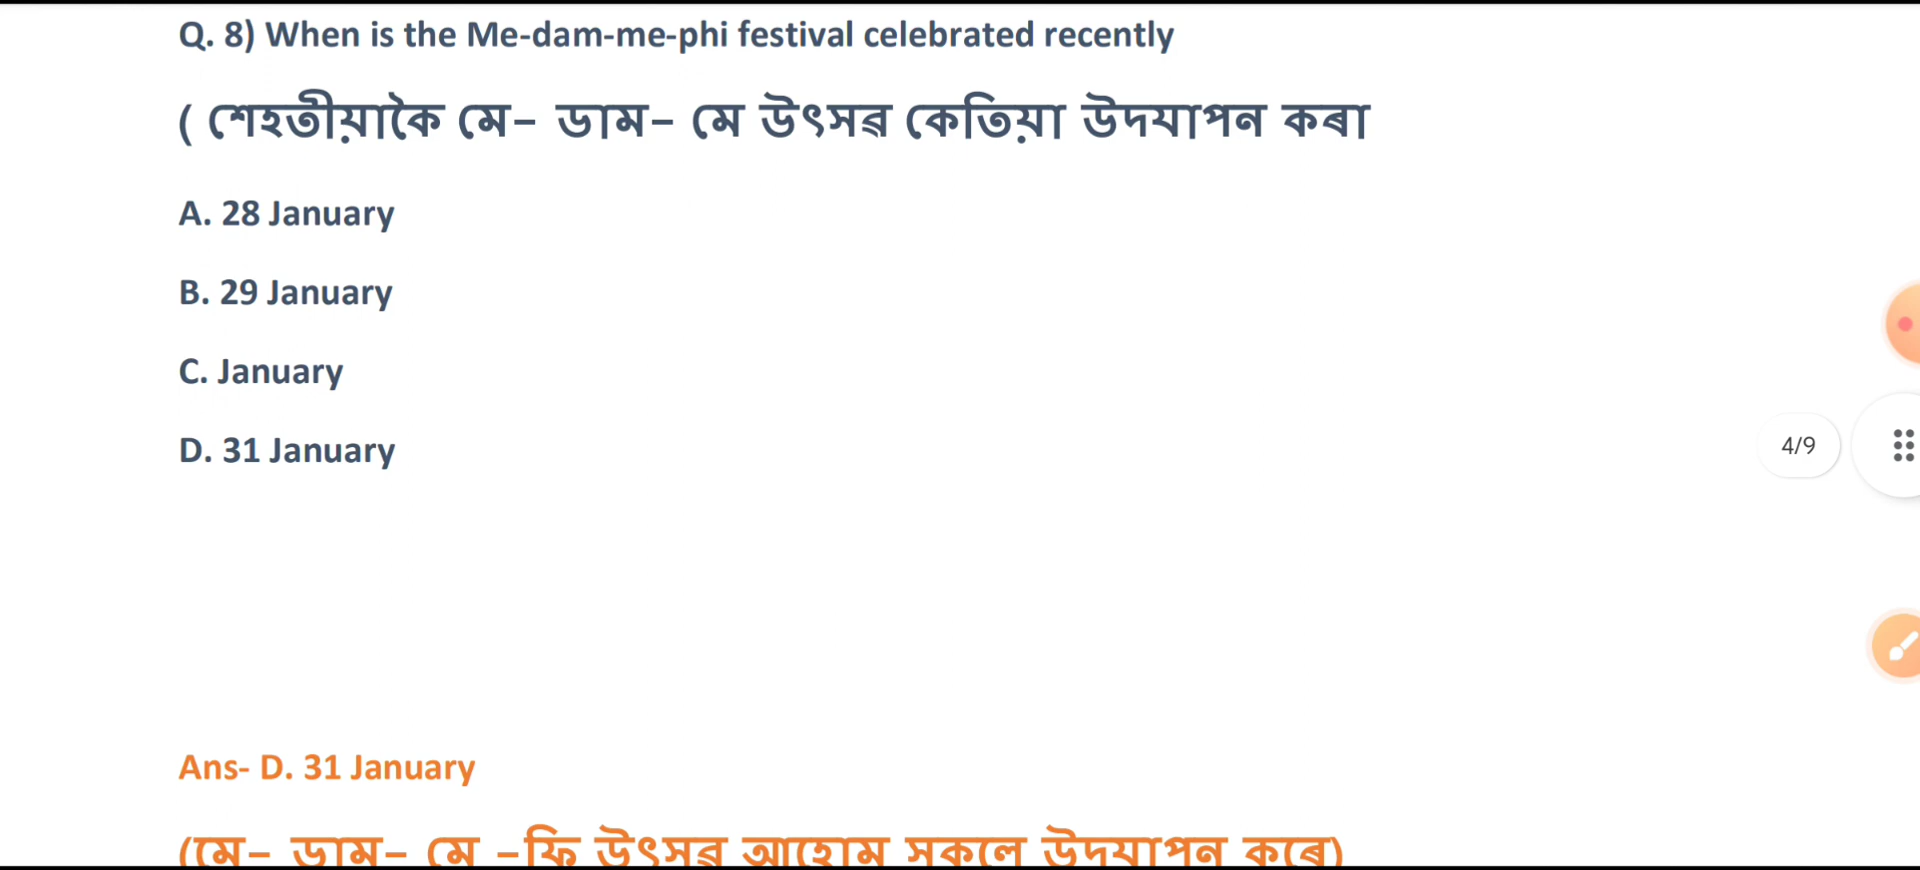 Q. 8) When is the Me-dam-me-phi festival celebrated recently
( শেহতীয়াকৈ মে- ডাম- মে উৎসৱ কেতিয়া উদযাপন কৰা
A. 28 January
B. 29 January
C. January
D. 31 January
4/9
Ans- D. 31 January
(মে- ডাম- মে -ফি উৎসৱ আহোম সকলে উদযাপন কৰে)